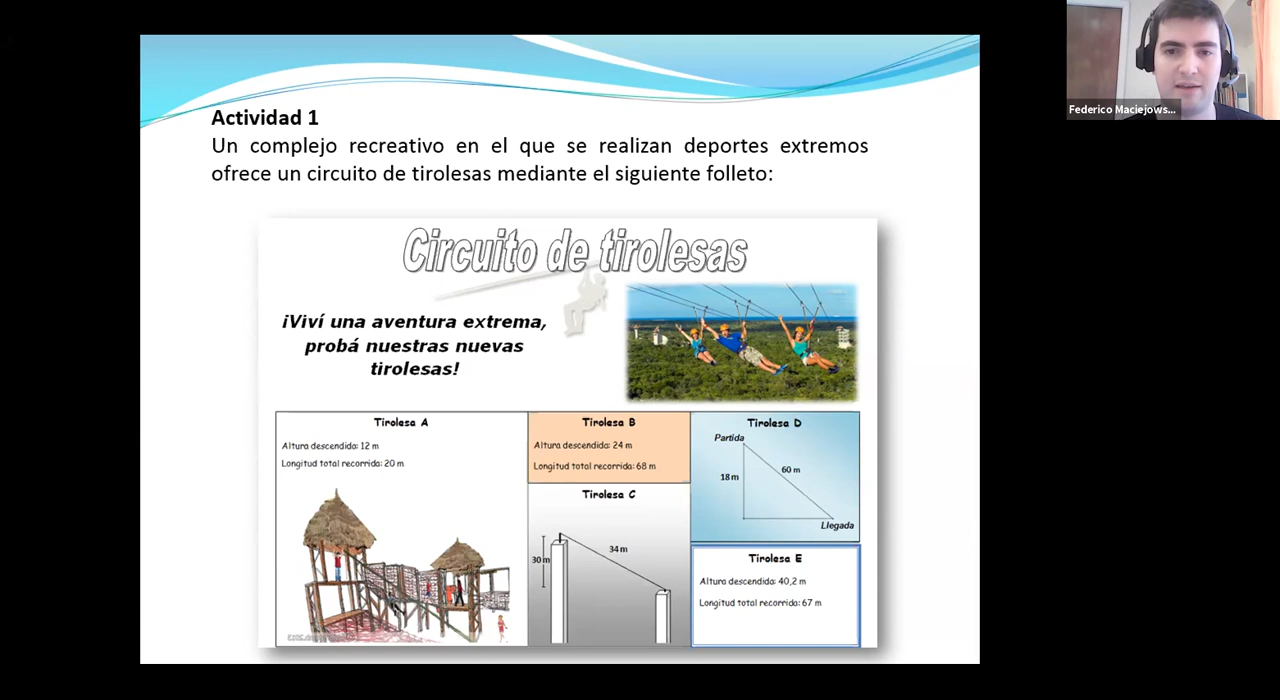 Federico Maciejows...
Actividad 1
Un complejo recreativo en el que se realizan deportes extremos
ofrece un circuito de tirolesas mediante el siguiente folleto:
Circuito de tirolesas
¡Viví una aventura extrema,
probá nuestras nuevas
tirolesas!
Tirolesa A
Altura descendida: 12 m
Longitud total recorrida: 20 m
Tirolesa B
Altura descendida: 24 m
Longitud total recorrida: 68 m
Tirolesa C
34 m
30 m
Tirolesa D
Partida
60 m
18 m
Llegada
Tirolesa E
Altura descendida: 40,2 m
Longitud total recorrida: 67 m